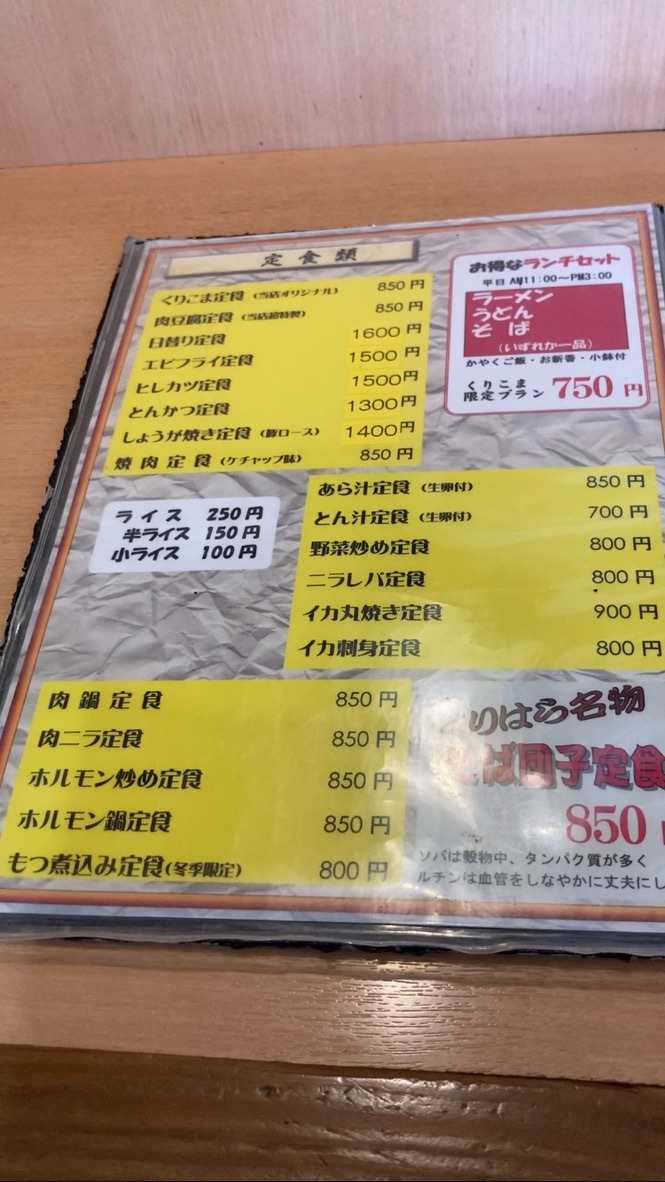 定食類
くりこま定食（当店オリジナル） 850円
肉豆腐定食（当店超特製） 850円
日替り定食 1600円
エビフライ定食 1500円
ヒレカツ定食 1500円
とんかつ定食 1300円
しょうが焼き定食（豚ロース） 1400円
焼肉定食（ケチャップ味） 850円
お得なランチセット
平日 AM11:00〜PM3:00
ラーメン
うどん
そば
（いずれか一品）
かやくご飯・お新香・小鉢付
くりこま
限定プラン 750円
ライス 250円
半ライス 150円
小ライス 100円
あら汁定食（生卵付） 850円
とん汁定食（生卵付） 700円
野菜炒め定食 800円
ニラレバ定食 800円
イカ丸焼き定食 900円
イカ刺身定食 800円
肉鍋定食 850円
肉ニラ定食 850円
ホルモン炒め定食 850円
ホルモン鍋定食 850円
もつ煮込み定食（冬季限定） 800円
りはら名物
ば団子定食
850
ソバは穀物中、タンパク質が多く
ルチンは血管をしなやかに丈夫にし